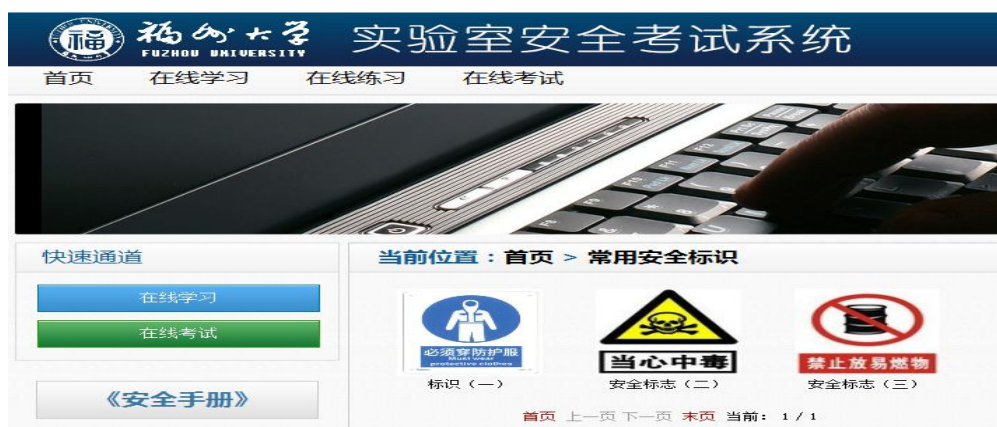 福州大学 实验室安全考试系统
FUZHOU UNIVERSITY
首页 在线学习 在线练习 在线考试
快速通道
在线学习
在线考试
《安全手册》
当前位置：首页 > 常用安全标识
必须穿防护服
Must wear
protective clothes
当心中毒
禁止放易燃物
标识（一） 安全标志（二） 安全标志（三）
首页 上一页 下一页 末页 当前： 1 / 1